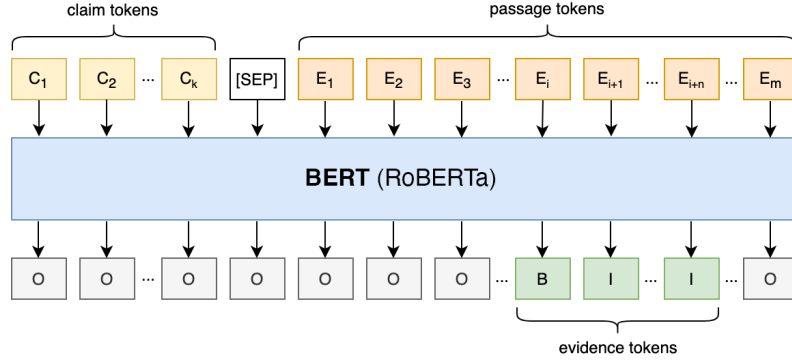 claim tokens passage tokens
C1 C2 ... Ck [SEP] E1 E2 E3 ... Ei Ei+1 ... Ei+n ... Em
BERT (RoBERTa)
O O ... O O O O O ... B I ... I ... O
evidence tokens